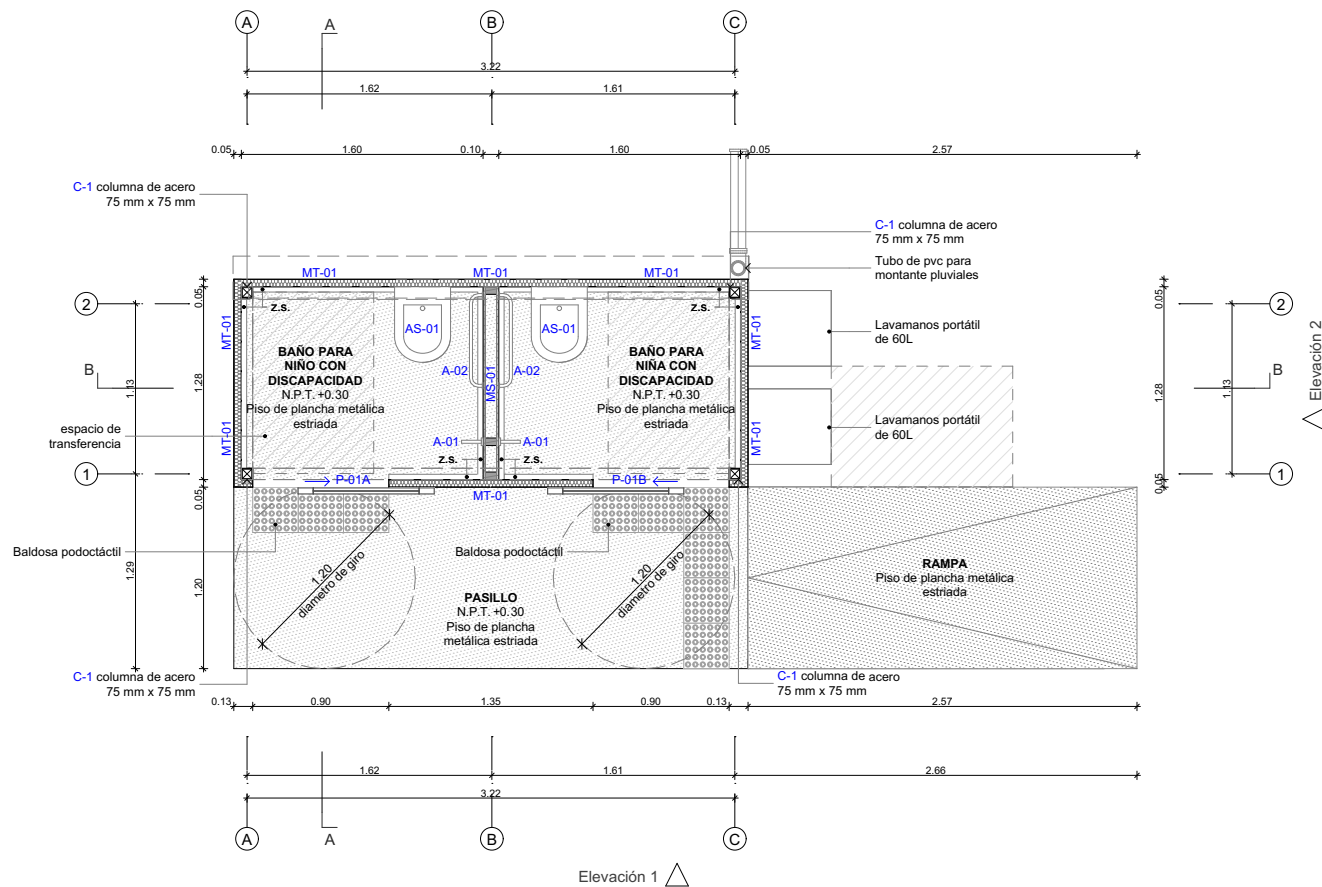 A
A
B
C
3.22
1.62
1.61
0.05
1.60
0.10
1.60
0.05
2.57
C-1 columna de acero
75 mm x 75 mm
C-1 columna de acero
75 mm x 75 mm
Tubo de pvc para
montante pluviales
MT-01
MT-01
MT-01
2
0.05
z.s.
z.s.
0.05
2
AS-01
AS-01
MT-01
MT-01
Lavamanos portátil
de 60L
BAÑO PARA
NIÑO CON
DISCAPACIDAD
N.P.T. +0.30
Piso de plancha metálica
estriada
BAÑO PARA
NIÑA CON
DISCAPACIDAD
N.P.T. +0.30
Piso de plancha metálica
estriada
A-02
MS-01
A-02
B
1.13
1.28
1.28
1.13
B
Elevación 2
espacio de
transferencia
MT-01
MT-01
Lavamanos portátil
de 60L
A-01
A-01
z.s.
z.s.
1
1
P-01A
P-01B
MT-01
0.05
0.05
Baldosa podoctáctil
Baldosa podoctáctil
1.29
1.20
1.20
diametro de giro
1.20
diametro de giro
PASILLO
N.P.T. +0.30
Piso de plancha
metálica estriada
RAMPA
Piso de plancha metálica
estriada
C-1 columna de acero
75 mm x 75 mm
C-1 columna de acero
75 mm x 75 mm
0.13
0.90
1.35
0.90
0.13
2.57
1.62
1.61
2.66
3.22
A
A
B
C
Elevación 1